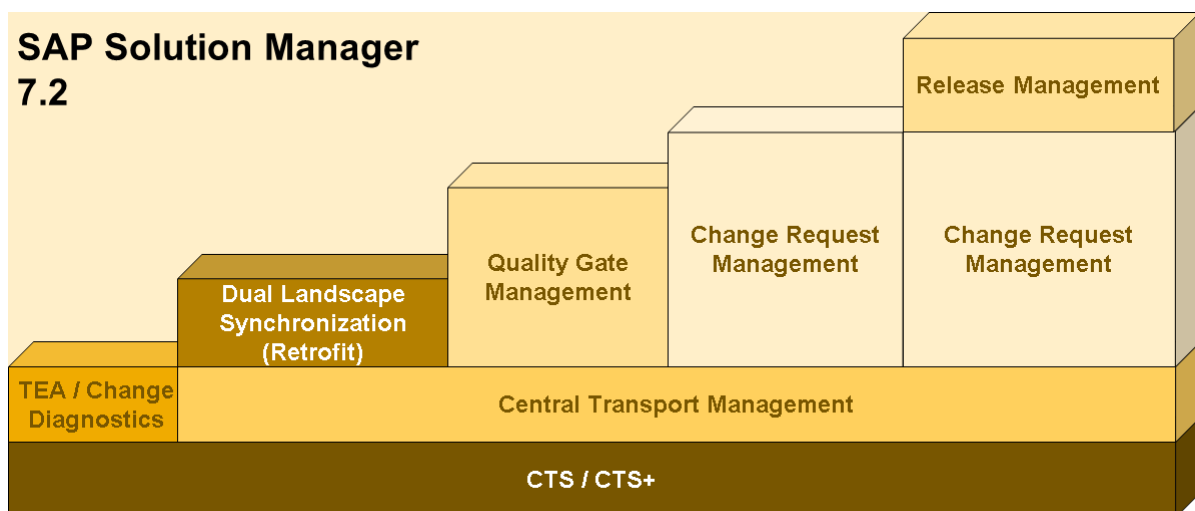 SAP Solution Manager
7.2
Release Management
Change Request
Management
Change Request
Management
Quality Gate
Management
Dual Landscape
Synchronization
(Retrofit)
TEA / Change
Diagnostics
Central Transport Management
CTS / CTS+